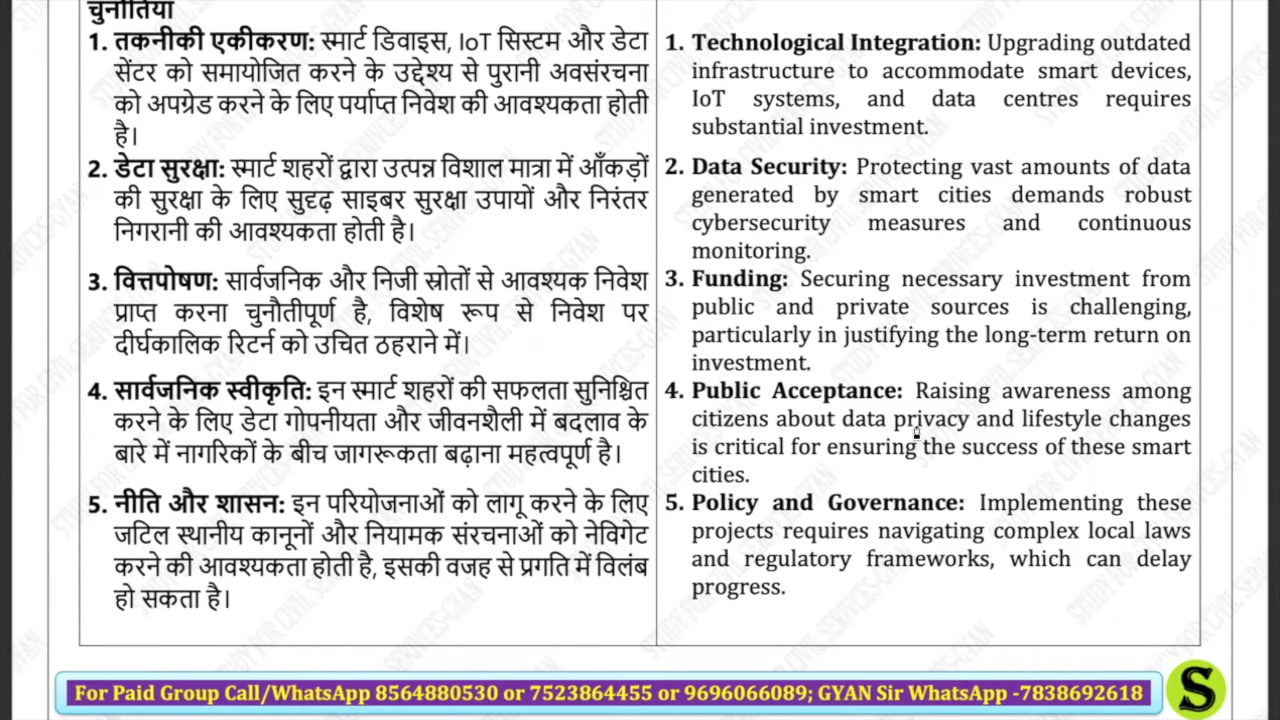 चुनौतियां
1. तकनीकी एकीकरण: स्मार्ट डिवाइस, IoT सिस्टम और डेटा
सेंटर को समायोजित करने के उद्देश्य से पुरानी अवसंरचना
को अपग्रेड करने के लिए पर्याप्त निवेश की आवश्यकता होती
है।
2. डेटा सुरक्षा: स्मार्ट शहरों द्वारा उत्पन्न विशाल मात्रा में आँकड़ों
की सुरक्षा के लिए सुदृढ़ साइबर सुरक्षा उपायों और निरंतर
निगरानी की आवश्यकता होती है।
3. वित्तपोषण: सार्वजनिक और निजी स्रोतों से आवश्यक निवेश
प्राप्त करना चुनौतीपूर्ण है, विशेष रूप से निवेश पर
दीर्घकालिक रिटर्न को उचित ठहराने में।
4. सार्वजनिक स्वीकृति: इन स्मार्ट शहरों की सफलता सुनिश्चित
करने के लिए डेटा गोपनीयता और जीवनशैली में बदलाव के
बारे में नागरिकों के बीच जागरूकता बढ़ाना महत्वपूर्ण है।
5. नीति और शासन: इन परियोजनाओं को लागू करने के लिए
जटिल स्थानीय कानूनों और नियामक संरचनाओं को नेविगेट
करने की आवश्यकता होती है, इसकी वजह से प्रगति में विलंब
हो सकता है।
1. Technological Integration: Upgrading outdated
infrastructure to accommodate smart devices,
IoT systems, and data centres requires
substantial investment.
2. Data Security: Protecting vast amounts of data
generated by smart cities demands robust
cybersecurity measures and continuous
monitoring.
3. Funding: Securing necessary investment from
public and private sources is challenging,
particularly in justifying the long-term return on
investment.
4. Public Acceptance: Raising awareness among
citizens about data privacy and lifestyle changes
is critical for ensuring the success of these smart
cities.
5. Policy and Governance: Implementing these
projects requires navigating complex local laws
and regulatory frameworks, which can delay
progress.
For Paid Group Call/WhatsApp 8564880530 or 7523864455 or 9696066089; GYAN Sir WhatsApp -7838692618
S